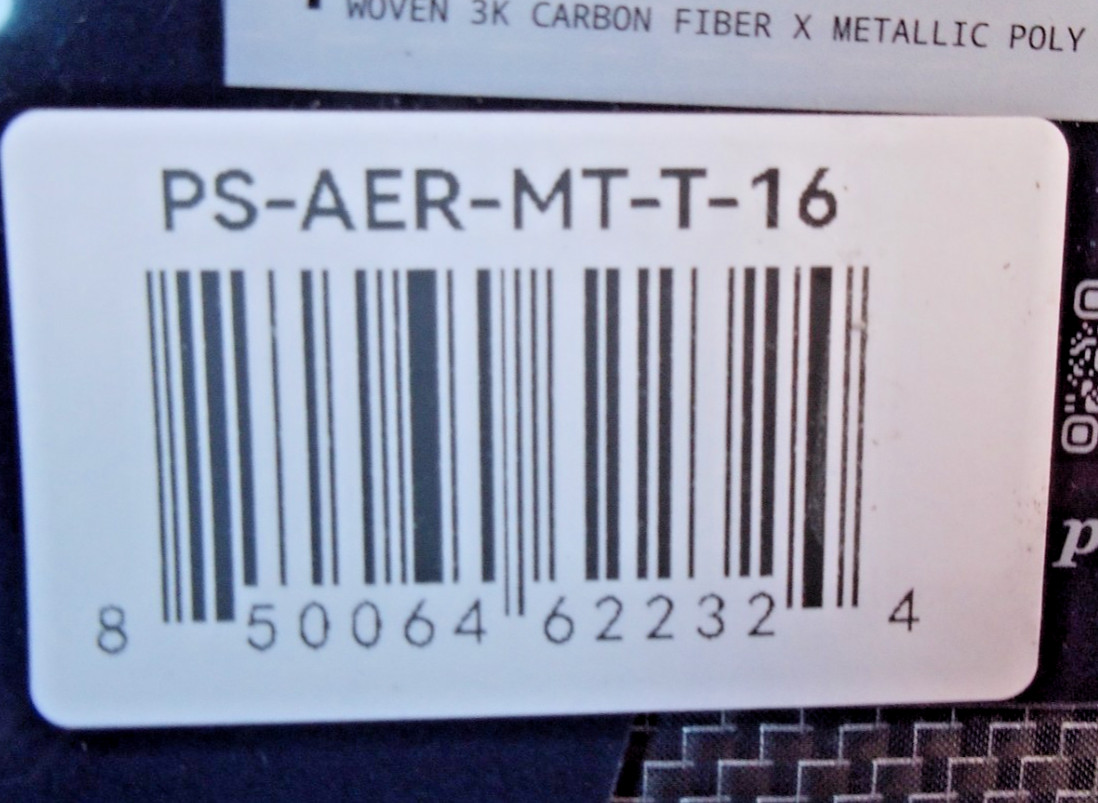 WOVEN 3K CARBON FIBER X METALLIC POLY
PS-AER-MT-T-16
8 50064 62232 4
p